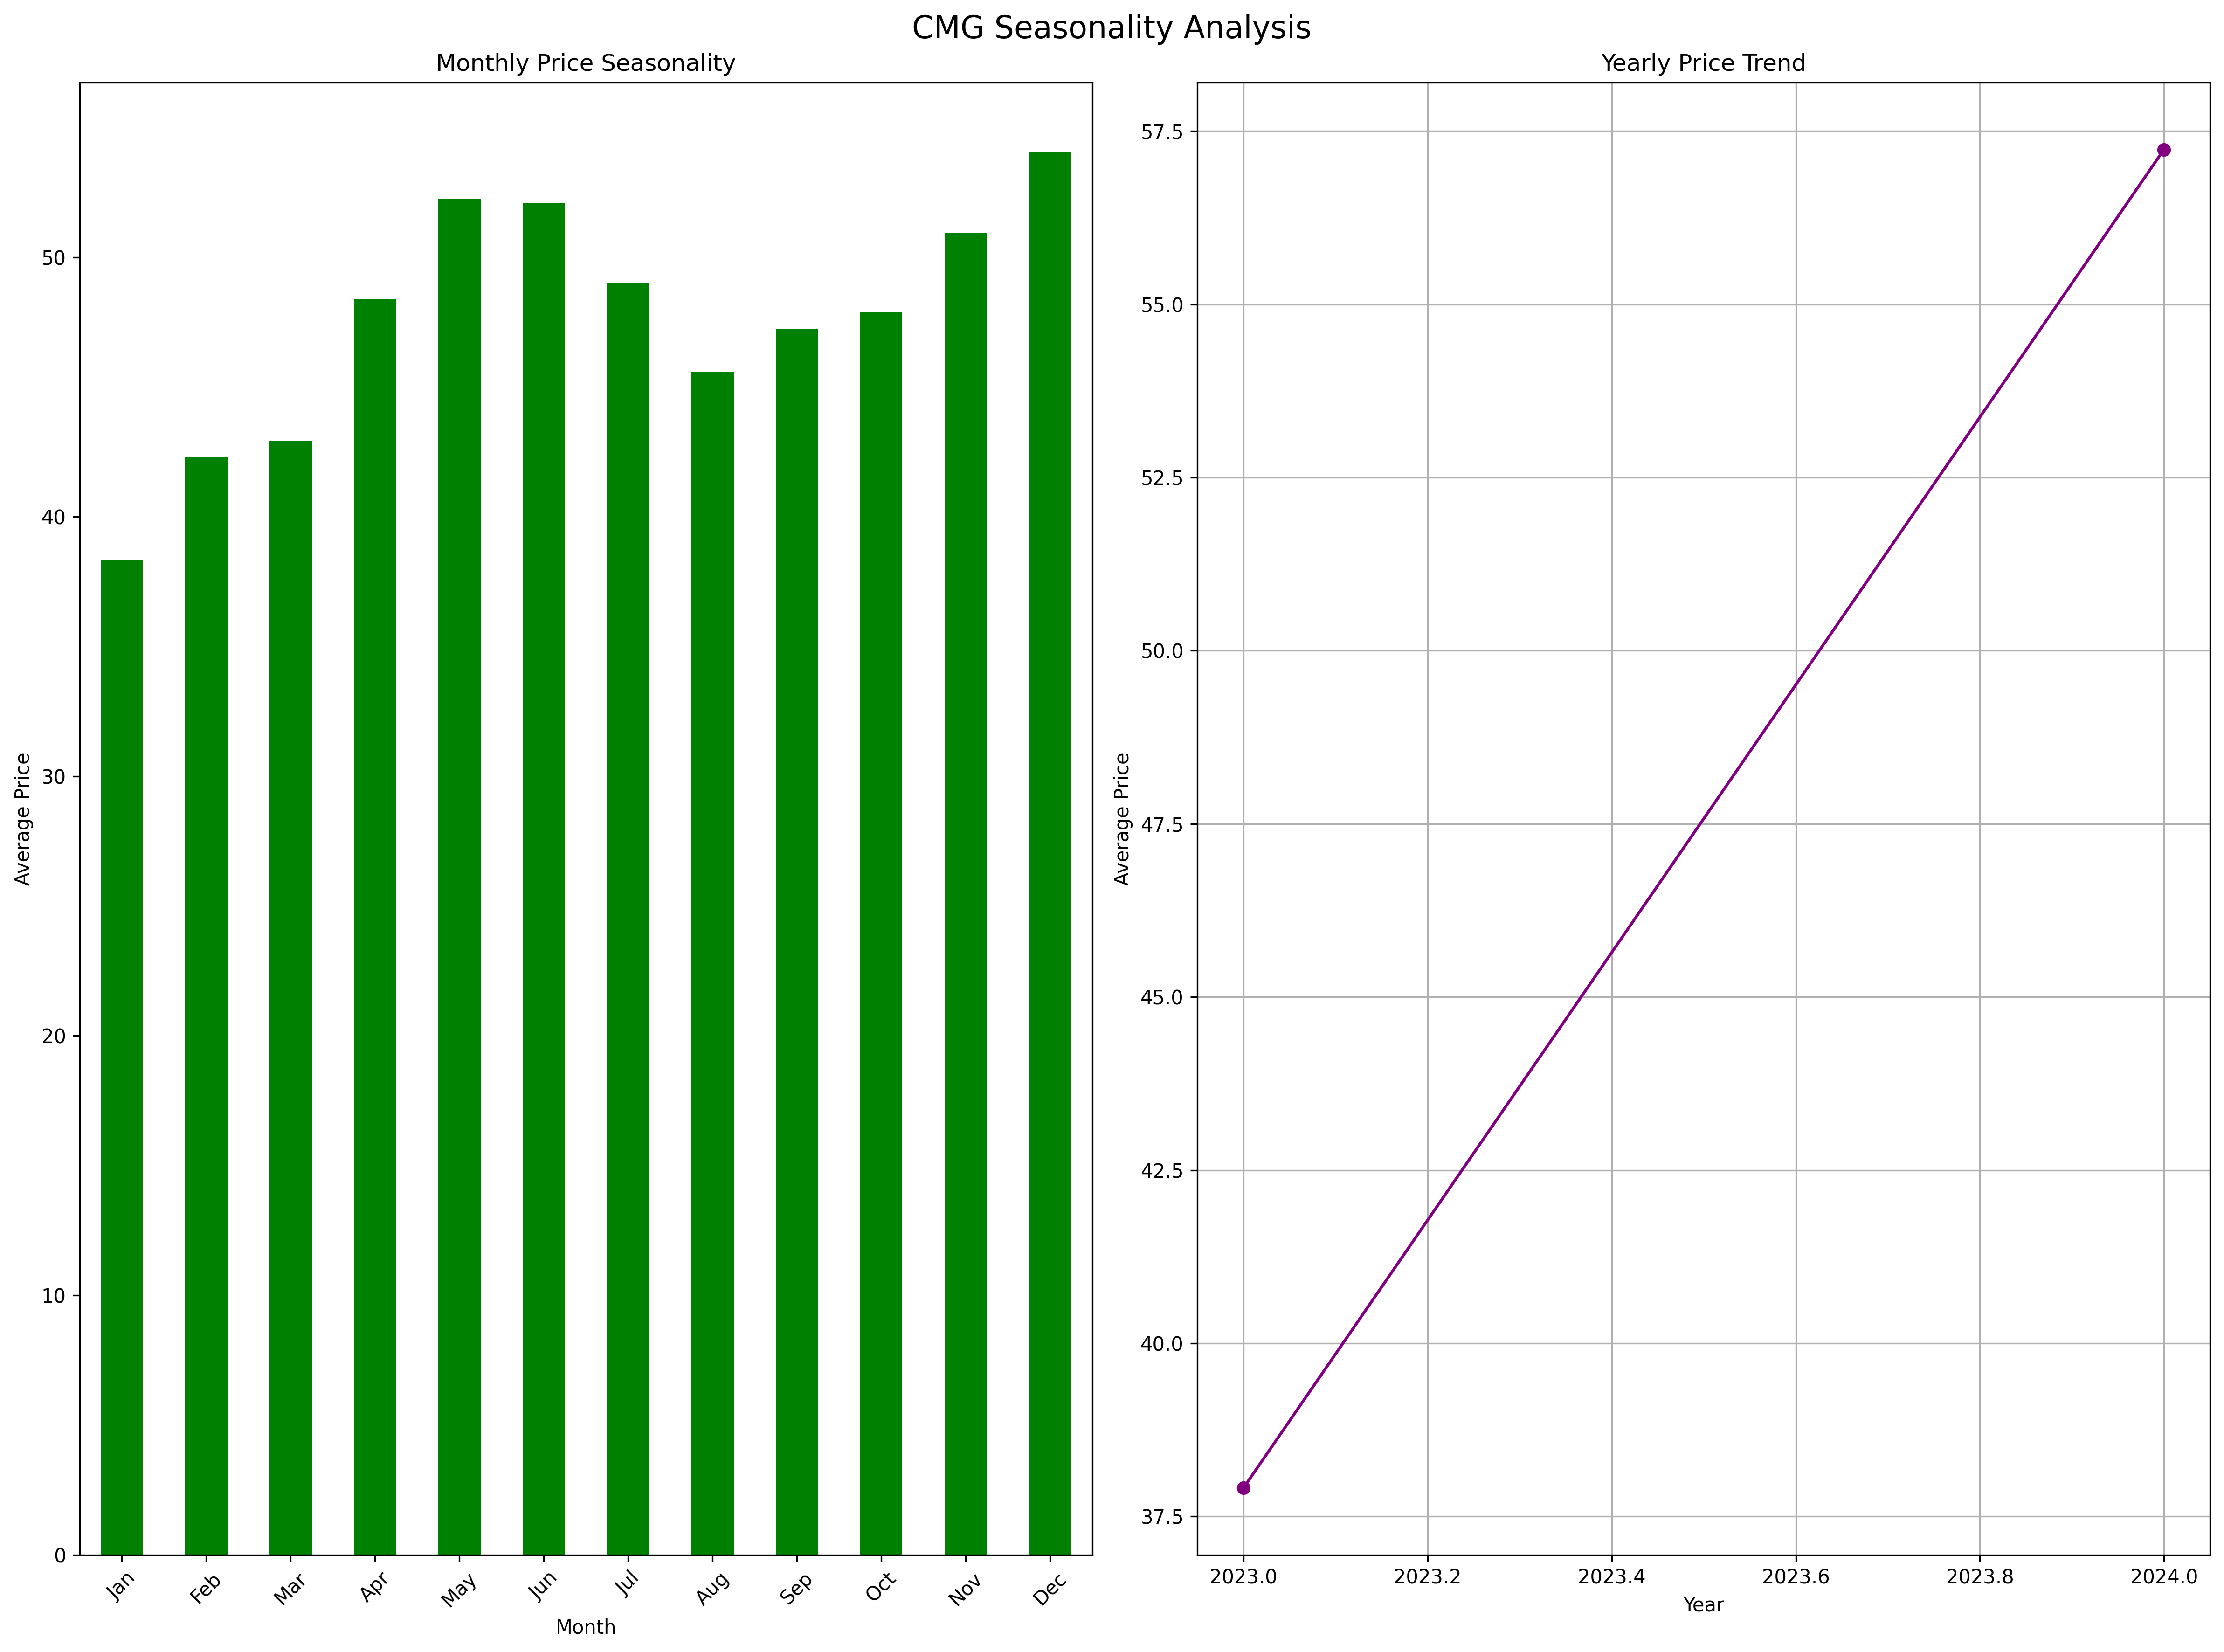 CMG Seasonality Analysis
Monthly Price Seasonality
Average Price
50
40
30
20
10
0
Jan Feb Mar Apr May Jun Jul Aug Sep Oct Nov Dec
Month
Yearly Price Trend
Average Price
57.5
55.0
52.5
50.0
47.5
45.0
42.5
40.0
37.5
2023.0 2023.2 2023.4 2023.6 2023.8 2024.0
Year